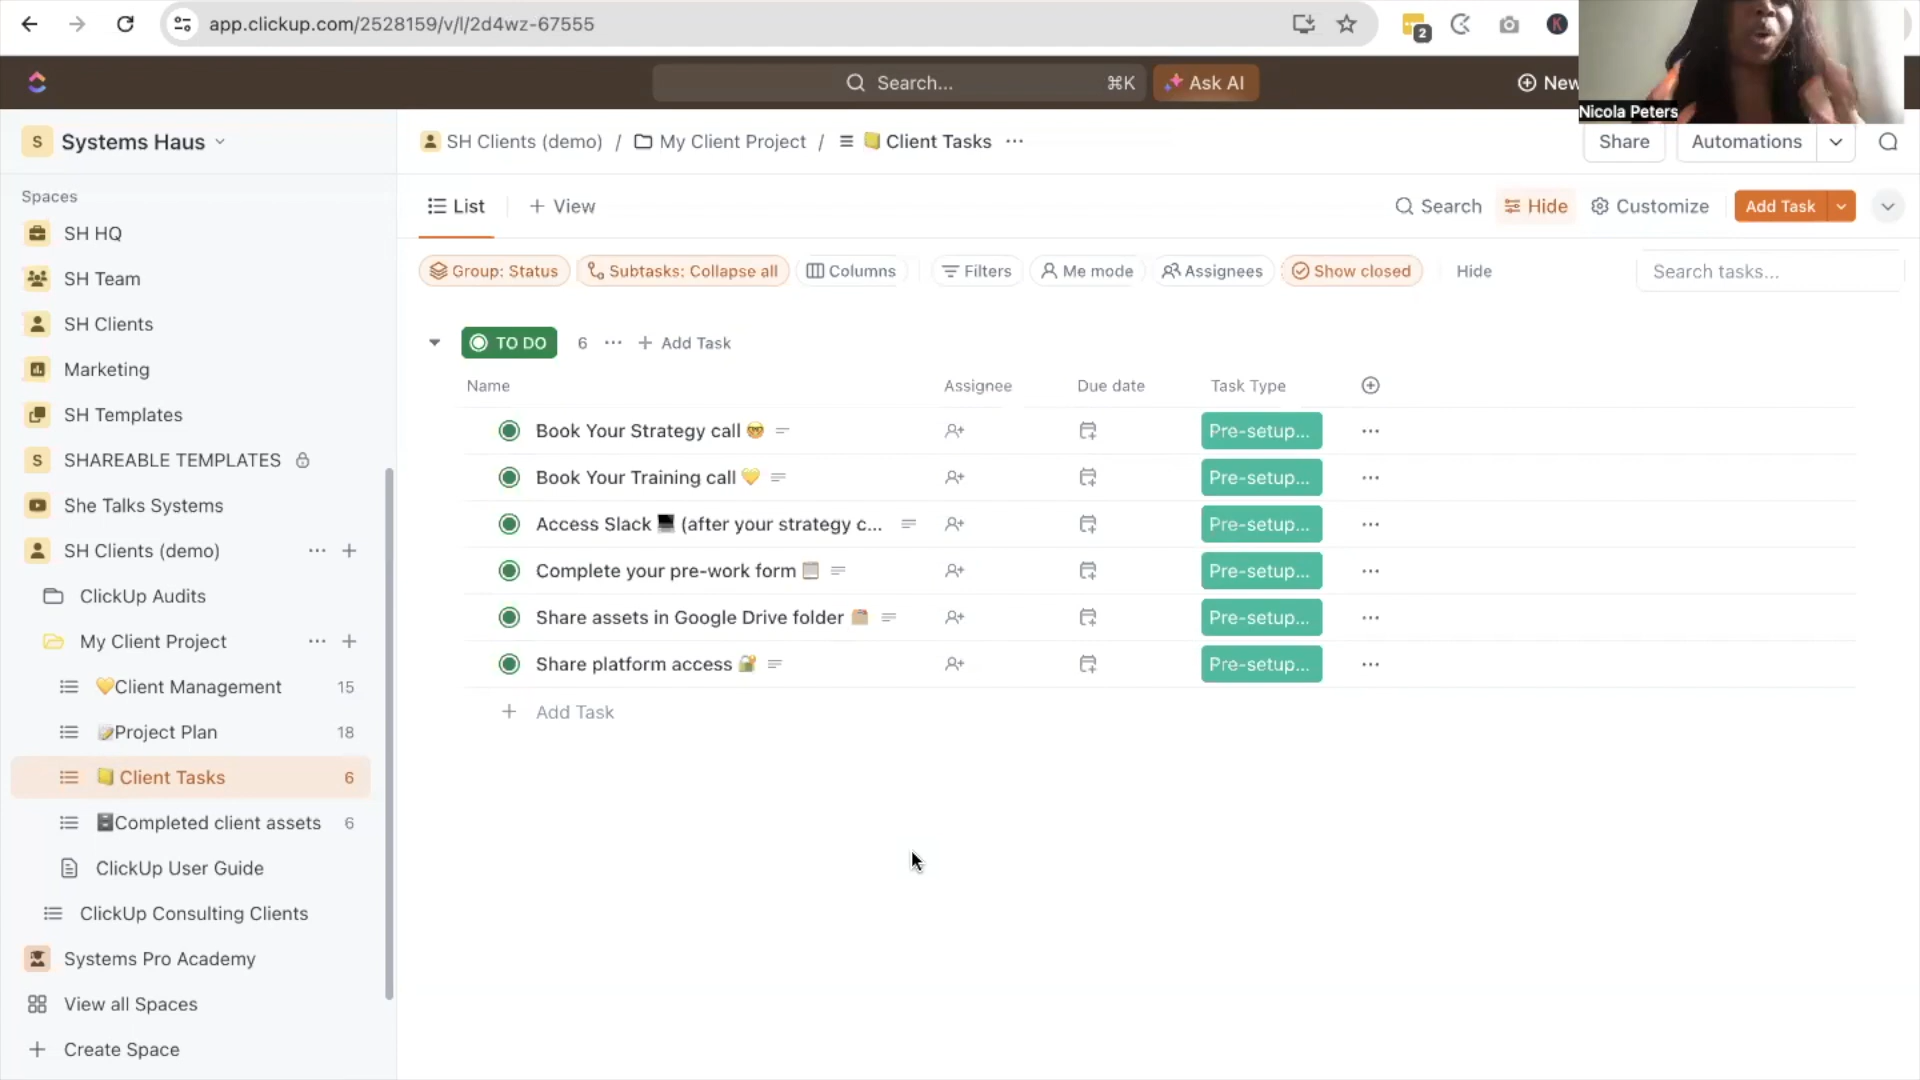 app.clickup.com/2528159/v/l/2d4wz-67555
2
K
Search...
⌘K
Ask AI
New
Nicola Peters
S
Systems Haus
SH Clients (demo) / My Client Project / Client Tasks
Share
Automations
Spaces
SH HQ
SH Team
SH Clients
Marketing
SH Templates
S
SHAREABLE TEMPLATES
She Talks Systems
SH Clients (demo)
ClickUp Audits
My Client Project
Client Management 15
Project Plan 18
Client Tasks 6
Completed client assets 6
ClickUp User Guide
ClickUp Consulting Clients
Systems Pro Academy
View all Spaces
Create Space
List
View
Search
Hide
Customize
Add Task
Group: Status
Subtasks: Collapse all
Columns
Filters
Me mode
Assignees
Show closed
Hide
Search tasks...
TO DO 6 ... + Add Task
Name Assignee Due date Task Type
Book Your Strategy call Pre-setup...
Book Your Training call Pre-setup...
Access Slack (after your strategy c... Pre-setup...
Complete your pre-work form Pre-setup...
Share assets in Google Drive folder Pre-setup...
Share platform access Pre-setup...
+ Add Task